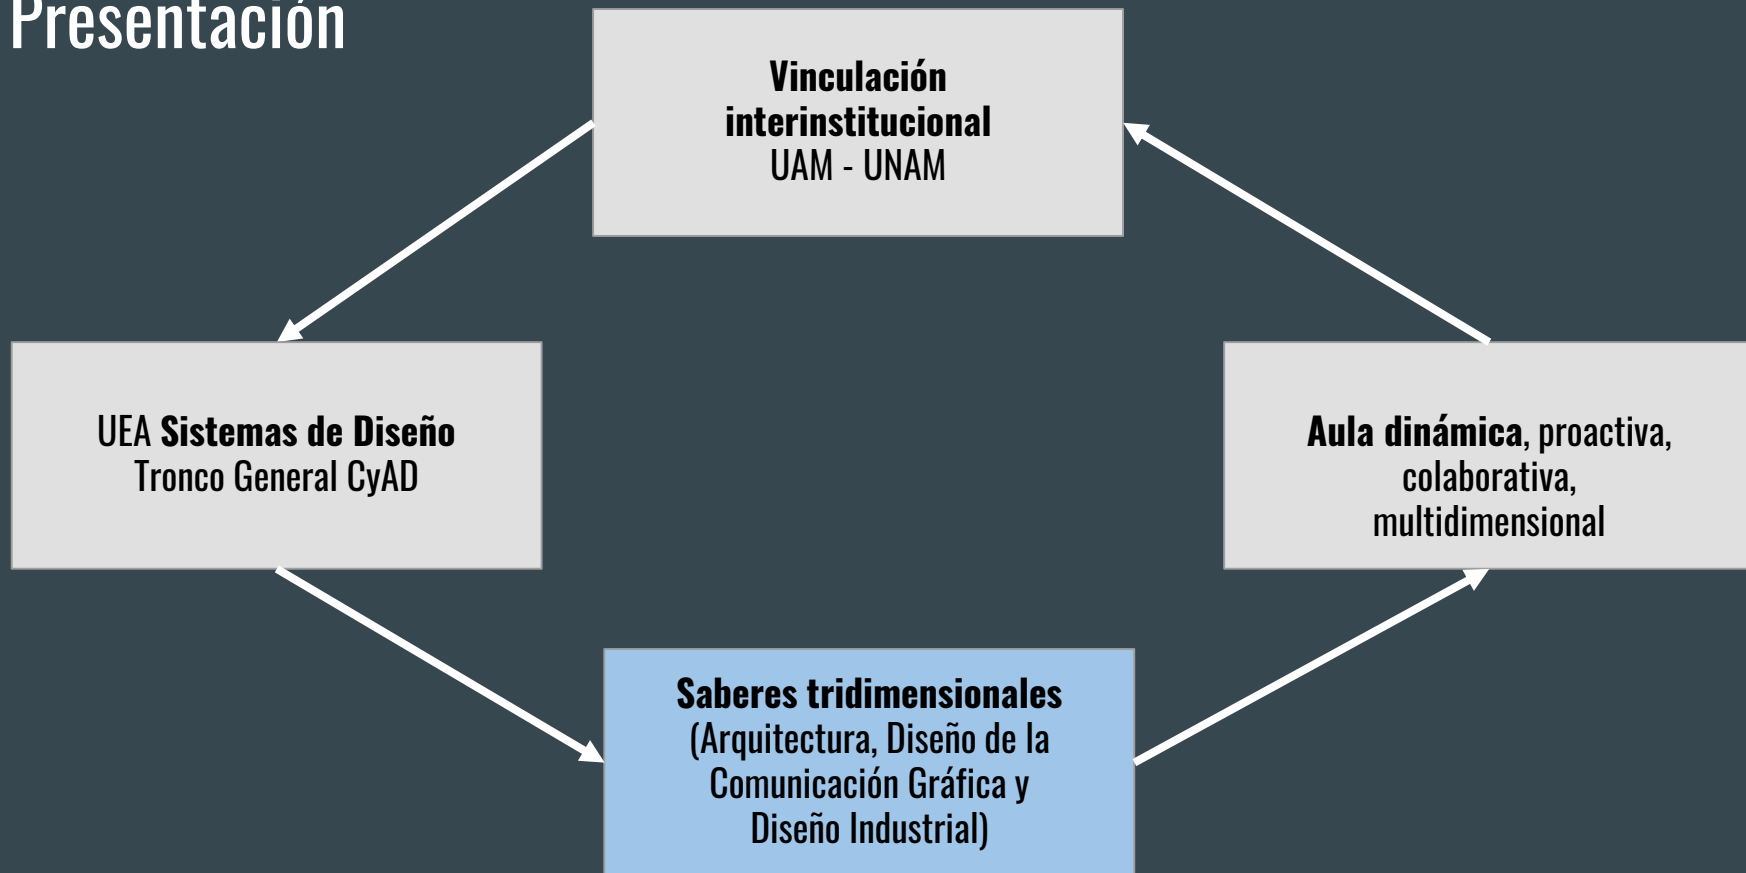 Presentación
Vinculación
interinstitucional
UAM - UNAM
UEA Sistemas de Diseño
Tronco General CyAD
Aula dinámica, proactiva,
colaborativa,
multidimensional
Saberes tridimensionales
(Arquitectura, Diseño de la
Comunicación Gráfica y
Diseño Industrial)